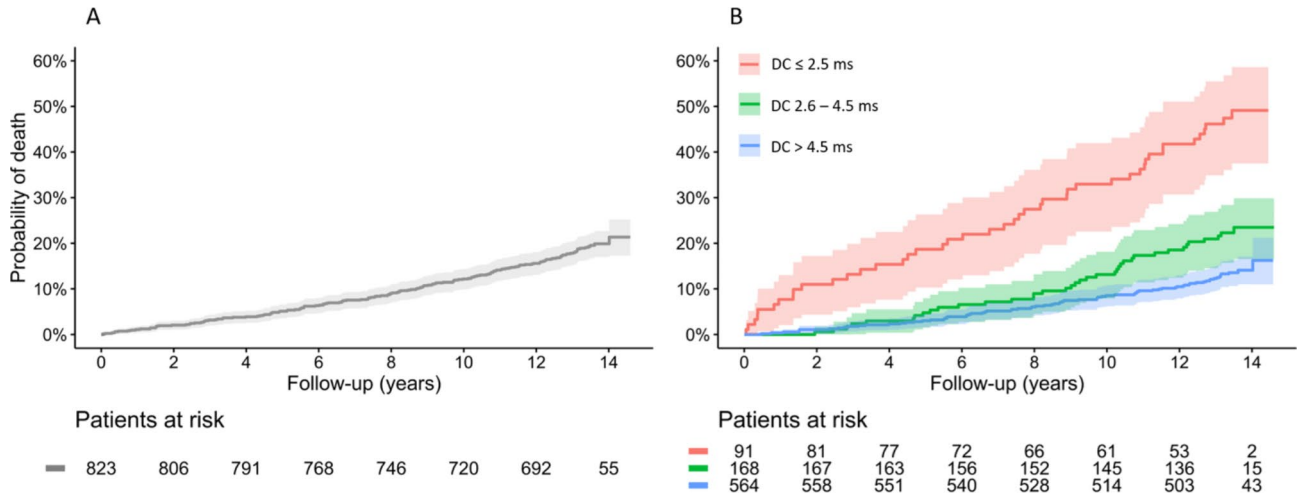 A
60%
50%
40%
30%
20%
10%
0%
Probability of death
0 2 4 6 8 10 12 14
Follow-up (years)
Patients at risk
823 806 791 768 746 720 692 55
B
60%
50%
40%
30%
20%
10%
0%
DC ≤ 2.5 ms
DC 2.6 – 4.5 ms
DC > 4.5 ms
0 2 4 6 8 10 12 14
Follow-up (years)
Patients at risk
91 81 77 72 66 61 53 2
168 167 163 156 152 145 136 15
564 558 551 540 528 514 503 43